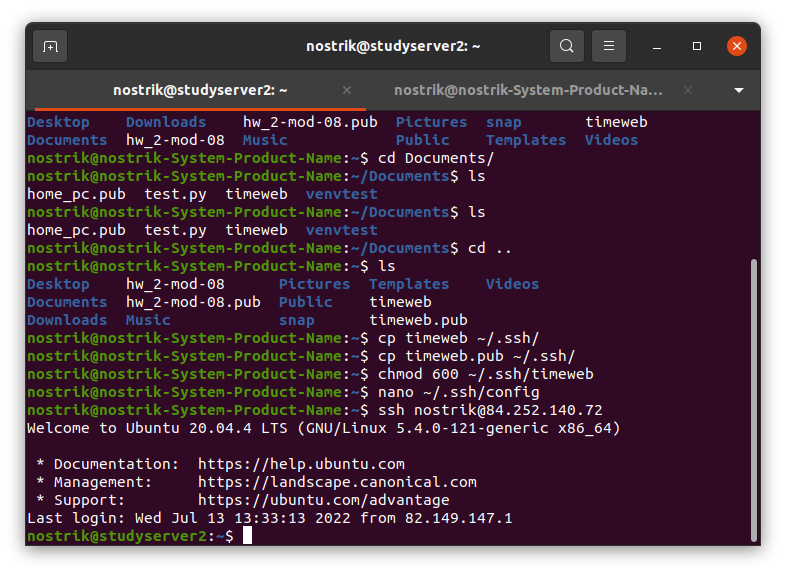 nostrik@studyserver2: ~
nostrik@studyserver2: ~ nostrik@nostrik-System-Product-Na...
Desktop    Downloads    hw_2-mod-08.pub  Pictures  snap       timeweb
Documents  hw_2-mod-08  Music            Public    Templates  Videos
nostrik@nostrik-System-Product-Name:~$ cd Documents/
nostrik@nostrik-System-Product-Name:~/Documents$ ls
home_pc.pub  test.py  timeweb  venvtest
nostrik@nostrik-System-Product-Name:~/Documents$ ls
home_pc.pub  test.py  timeweb  venvtest
nostrik@nostrik-System-Product-Name:~/Documents$ cd ..
nostrik@nostrik-System-Product-Name:~$ ls
Desktop    hw_2-mod-08      Pictures  Templates    Videos
Documents  hw_2-mod-08.pub  Public    timeweb
Downloads  Music            snap      timeweb.pub
nostrik@nostrik-System-Product-Name:~$ cp timeweb ~/.ssh/
nostrik@nostrik-System-Product-Name:~$ cp timeweb.pub ~/.ssh/
nostrik@nostrik-System-Product-Name:~$ chmod 600 ~/.ssh/timeweb
nostrik@nostrik-System-Product-Name:~$ nano ~/.ssh/config
nostrik@nostrik-System-Product-Name:~$ ssh nostrik@84.252.140.72
Welcome to Ubuntu 20.04.4 LTS (GNU/Linux 5.4.0-121-generic x86_64)
* Documentation:  https://help.ubuntu.com
* Management:     https://landscape.canonical.com
* Support:        https://ubuntu.com/advantage
Last login: Wed Jul 13 13:33:13 2022 from 82.149.147.1
nostrik@studyserver2:~$